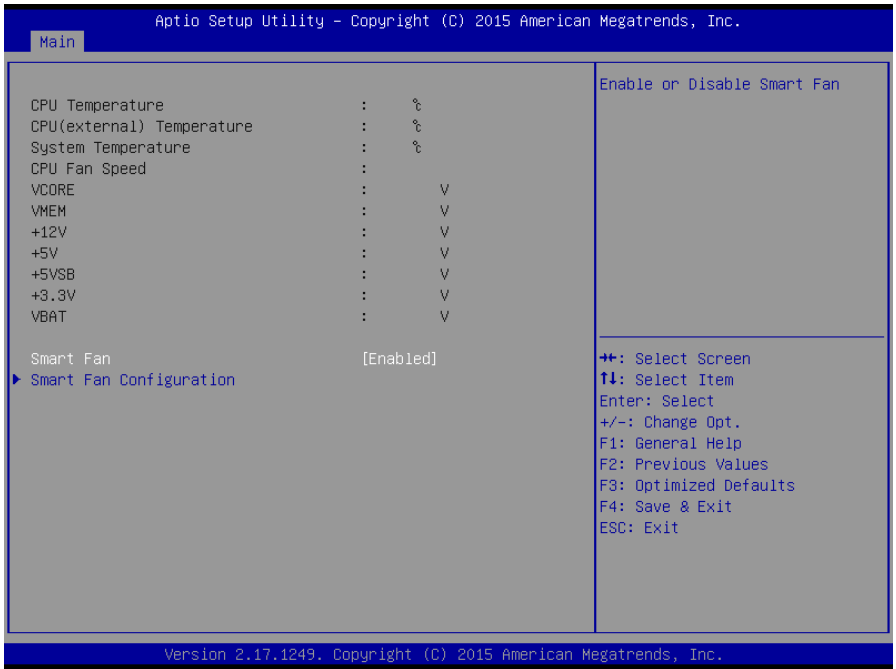 Aptio Setup Utility – Copyright (C) 2015 American Megatrends, Inc.
Main
CPU Temperature : ℃
CPU(external) Temperature : ℃
System Temperature : ℃
CPU Fan Speed :
VCORE : V
VMEM : V
+12V : V
+5V : V
+5VSB : V
+3.3V : V
VBAT : V
Smart Fan [Enabled]
▶ Smart Fan Configuration
Enable or Disable Smart Fan
→←: Select Screen
↑↓: Select Item
Enter: Select
+/-: Change Opt.
F1: General Help
F2: Previous Values
F3: Optimized Defaults
F4: Save & Exit
ESC: Exit
Version 2.17.1249. Copyright (C) 2015 American Megatrends, Inc.